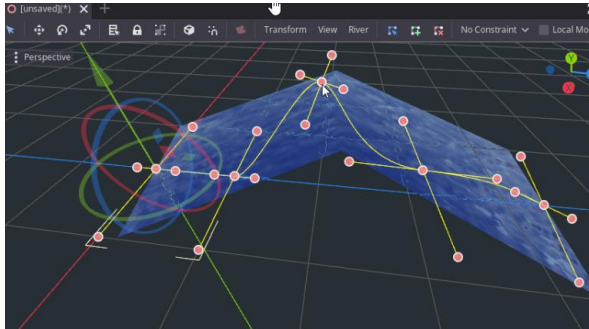 [unsaved](*)
Transform View River No Constraint Local Mo
Perspective
Y